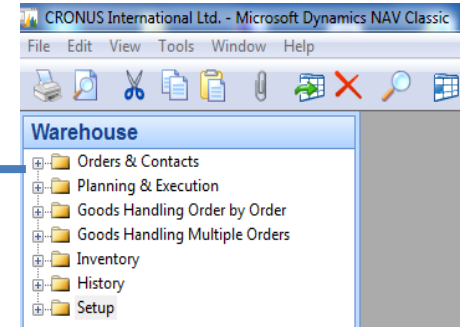 CRONUS International Ltd. - Microsoft Dynamics NAV Classic
File Edit View Tools Window Help
Warehouse
Orders & Contacts
Planning & Execution
Goods Handling Order by Order
Goods Handling Multiple Orders
Inventory
History
Setup